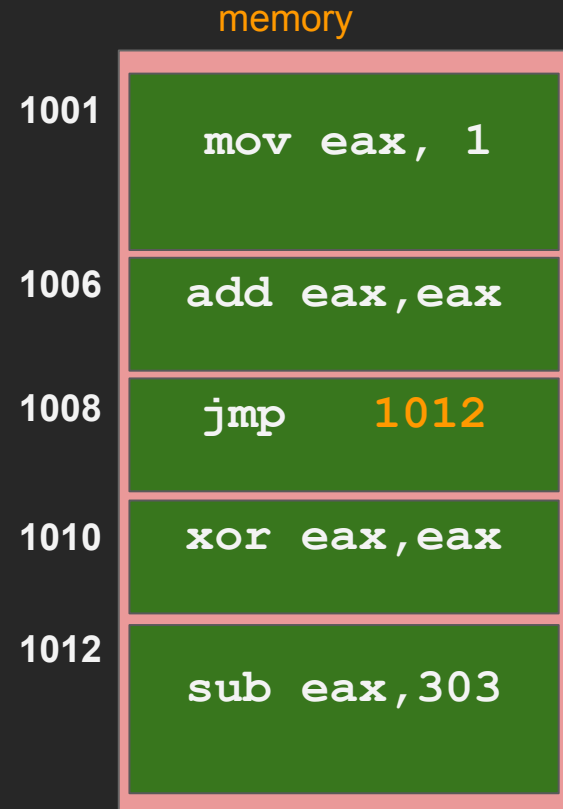 memory
1001
mov eax, 1
1006
add eax,eax
1008
jmp 1012
1010
xor eax,eax
1012
sub eax,303